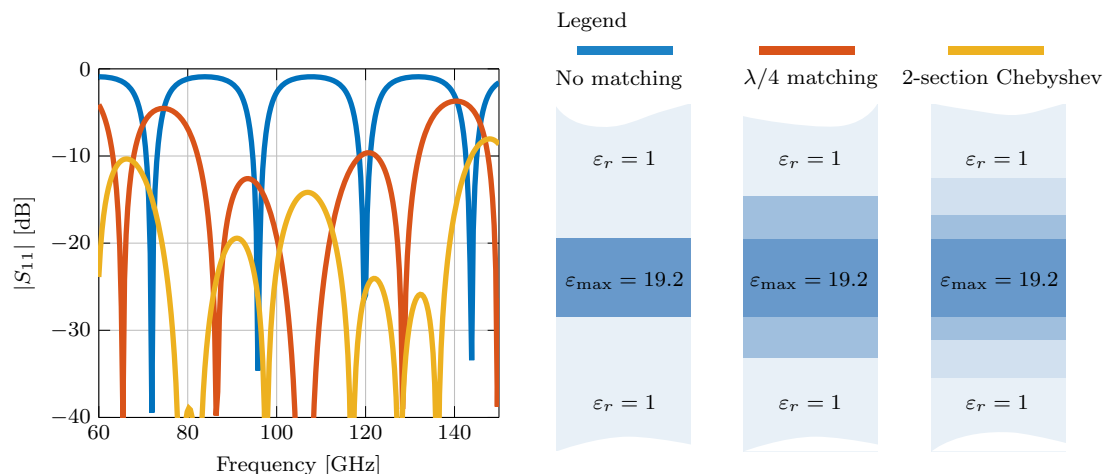 Legend
No matching
λ/4 matching
2-section Chebyshev
0
−10
−20
−30
−40
|S₁₁| [dB]
60
80
100
120
140
Frequency [GHz]
εᵣ = 1
εₘₐₓ = 19.2
εᵣ = 1
εᵣ = 1
εₘₐₓ = 19.2
εᵣ = 1
εᵣ = 1
εₘₐₓ = 19.2
εᵣ = 1